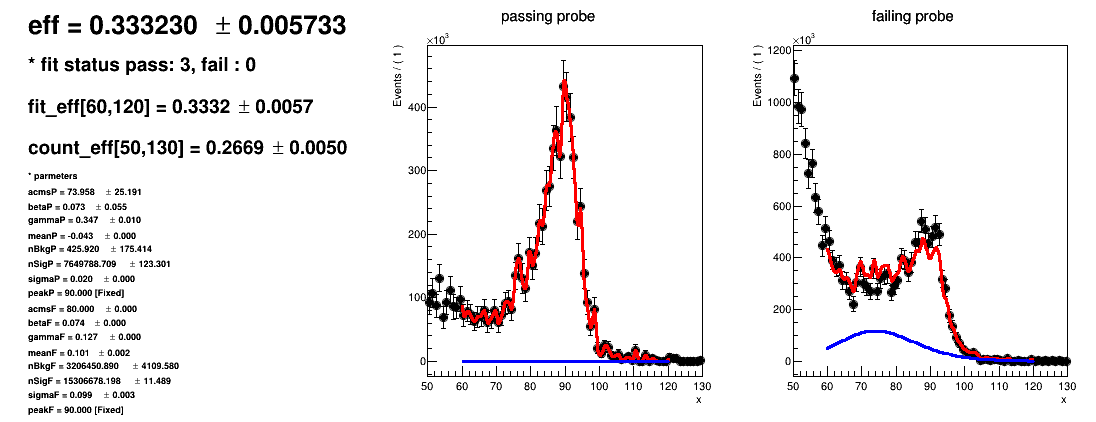 eff = 0.333230 ± 0.005733
* fit status pass: 3, fail : 0
fit_eff[60,120] = 0.3332 ± 0.0057
count_eff[50,130] = 0.2669 ± 0.0050
* parmeters
acmsP = 73.958 ± 25.191
betaP = 0.073 ± 0.055
gammaP = 0.347 ± 0.010
meanP = -0.043 ± 0.000
nBkgP = 425.920 ± 175.414
nSigP = 7649788.709 ± 123.301
sigmaP = 0.020 ± 0.000
peakP = 90.000 [Fixed]
acmsF = 80.000 ± 0.000
betaF = 0.074 ± 0.000
gammaF = 0.127 ± 0.000
meanF = 0.101 ± 0.002
nBkgF = 3206450.890 ± 4109.580
nSigF = 15306678.198 ± 11.489
sigmaF = 0.099 ± 0.003
peakF = 90.000 [Fixed]
passing probe
×10³
Events / ( 1 )
400
300
200
100
0
50 60 70 80 90 100 110 120 130
x
failing probe
×10³
Events / ( 1 )
1200
1000
800
600
400
200
0
50 60 70 80 90 100 110 120 130
x